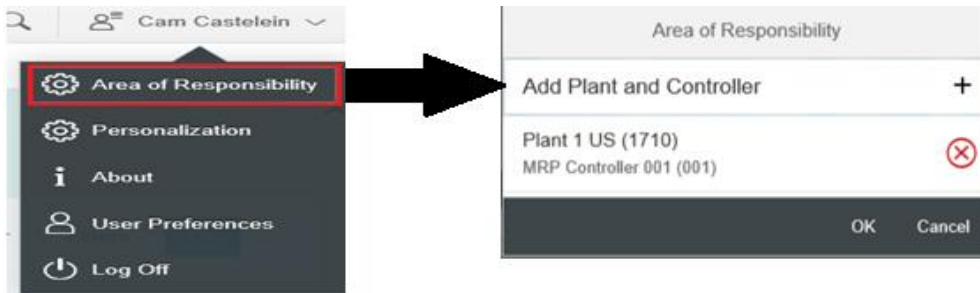 Cam Castelein
Area of Responsibility
Personalization
About
User Preferences
Log Off
Area of Responsibility
Add Plant and Controller
Plant 1 US (1710)
MRP Controller 001 (001)
OK Cancel